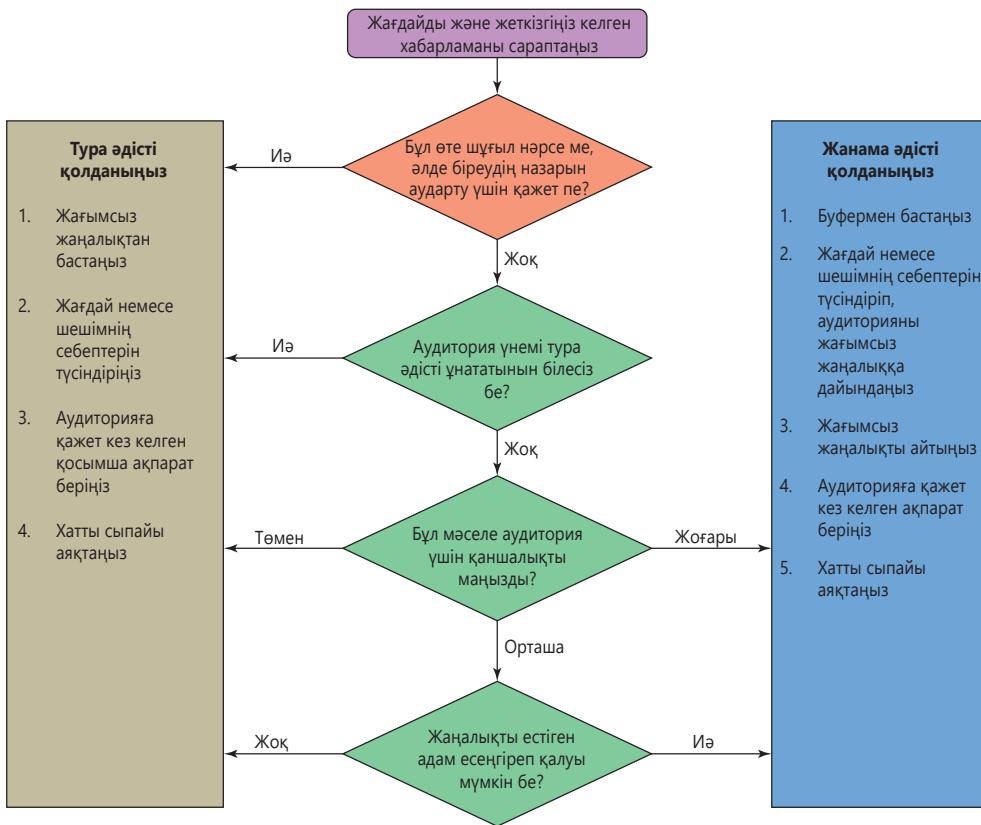 Жағдайды және жеткізгіңіз келген
хабарламаны сараптаңыз
Бұл өте шұғыл нәрсе ме,
әлде біреудің назарын
аударту үшін қажет пе?
Иә
Жоқ
Аудитория үнемі тура
әдісті ұнататынын білесіз
бе?
Иә
Жоқ
Бұл мәселе аудитория
үшін қаншалықты
маңызды?
Төмен
Жоғары
Орташа
Жаңалықты естіген
адам есеңгіреп қалуы
мүмкін бе?
Жоқ
Иә
Тура әдісті
қолданыңыз
1. Жағымсыз
жаңалықтан
бастаңыз
2. Жағдай немесе
шешімнің
себептерін
түсіндіріңіз
3. Аудиторияға
қажет кез келген
қосымша ақпарат
беріңіз
4. Хатты сыпайы
аяқтаңыз
Жанама әдісті
қолданыңыз
1. Буфермен бастаңыз
2. Жағдай немесе
шешімнің себептерін
түсіндіріп,
аудиторияны
жағымсыз
жаңалыққа
дайындаңыз
3. Жағымсыз
жаңалықты айтыңыз
4. Аудиторияға қажет
кез келген ақпарат
беріңіз
5. Хатты сыпайы
аяқтаңыз